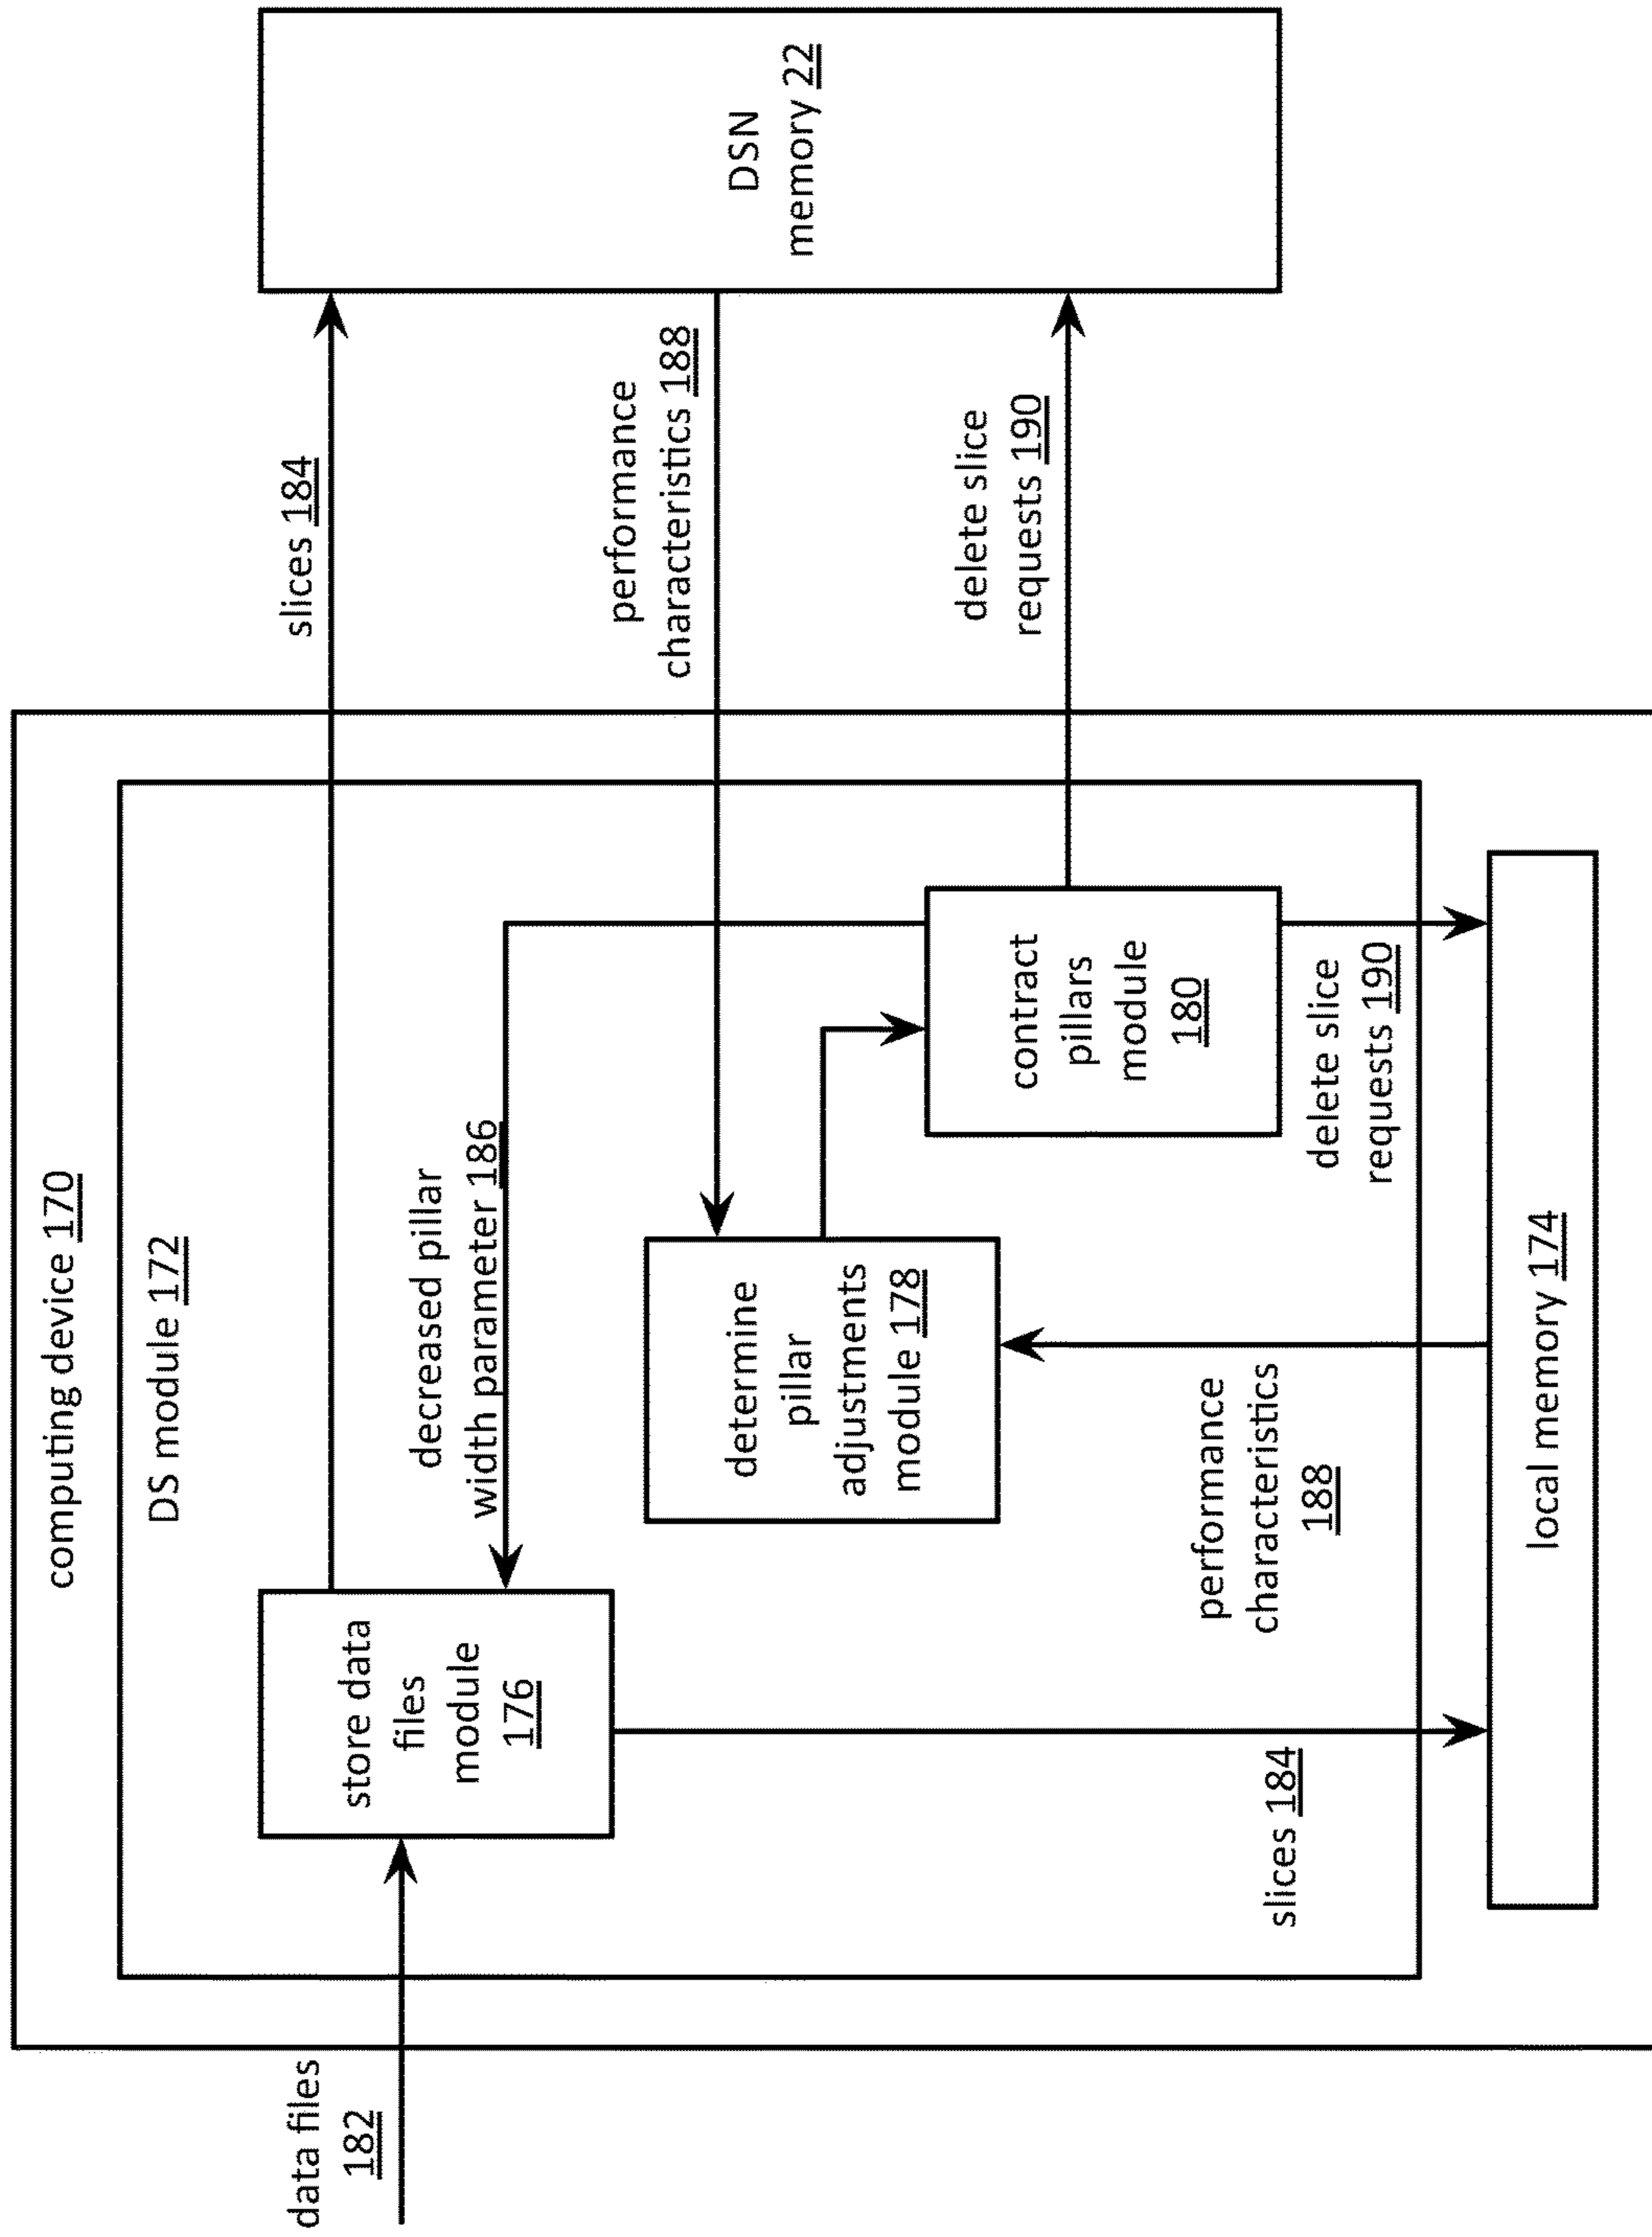 computing device 170
DS module 172
data files
182
store data
files
module
176
slices 184
decreased pillar
width parameter 186
determine
pillar
adjustments
module 178
performance
characteristics 188
contract
pillars
module
180
delete slice
requests 190
DSN
memory 22
slices 184
performance
characteristics
188
delete slice
requests 190
local memory 174